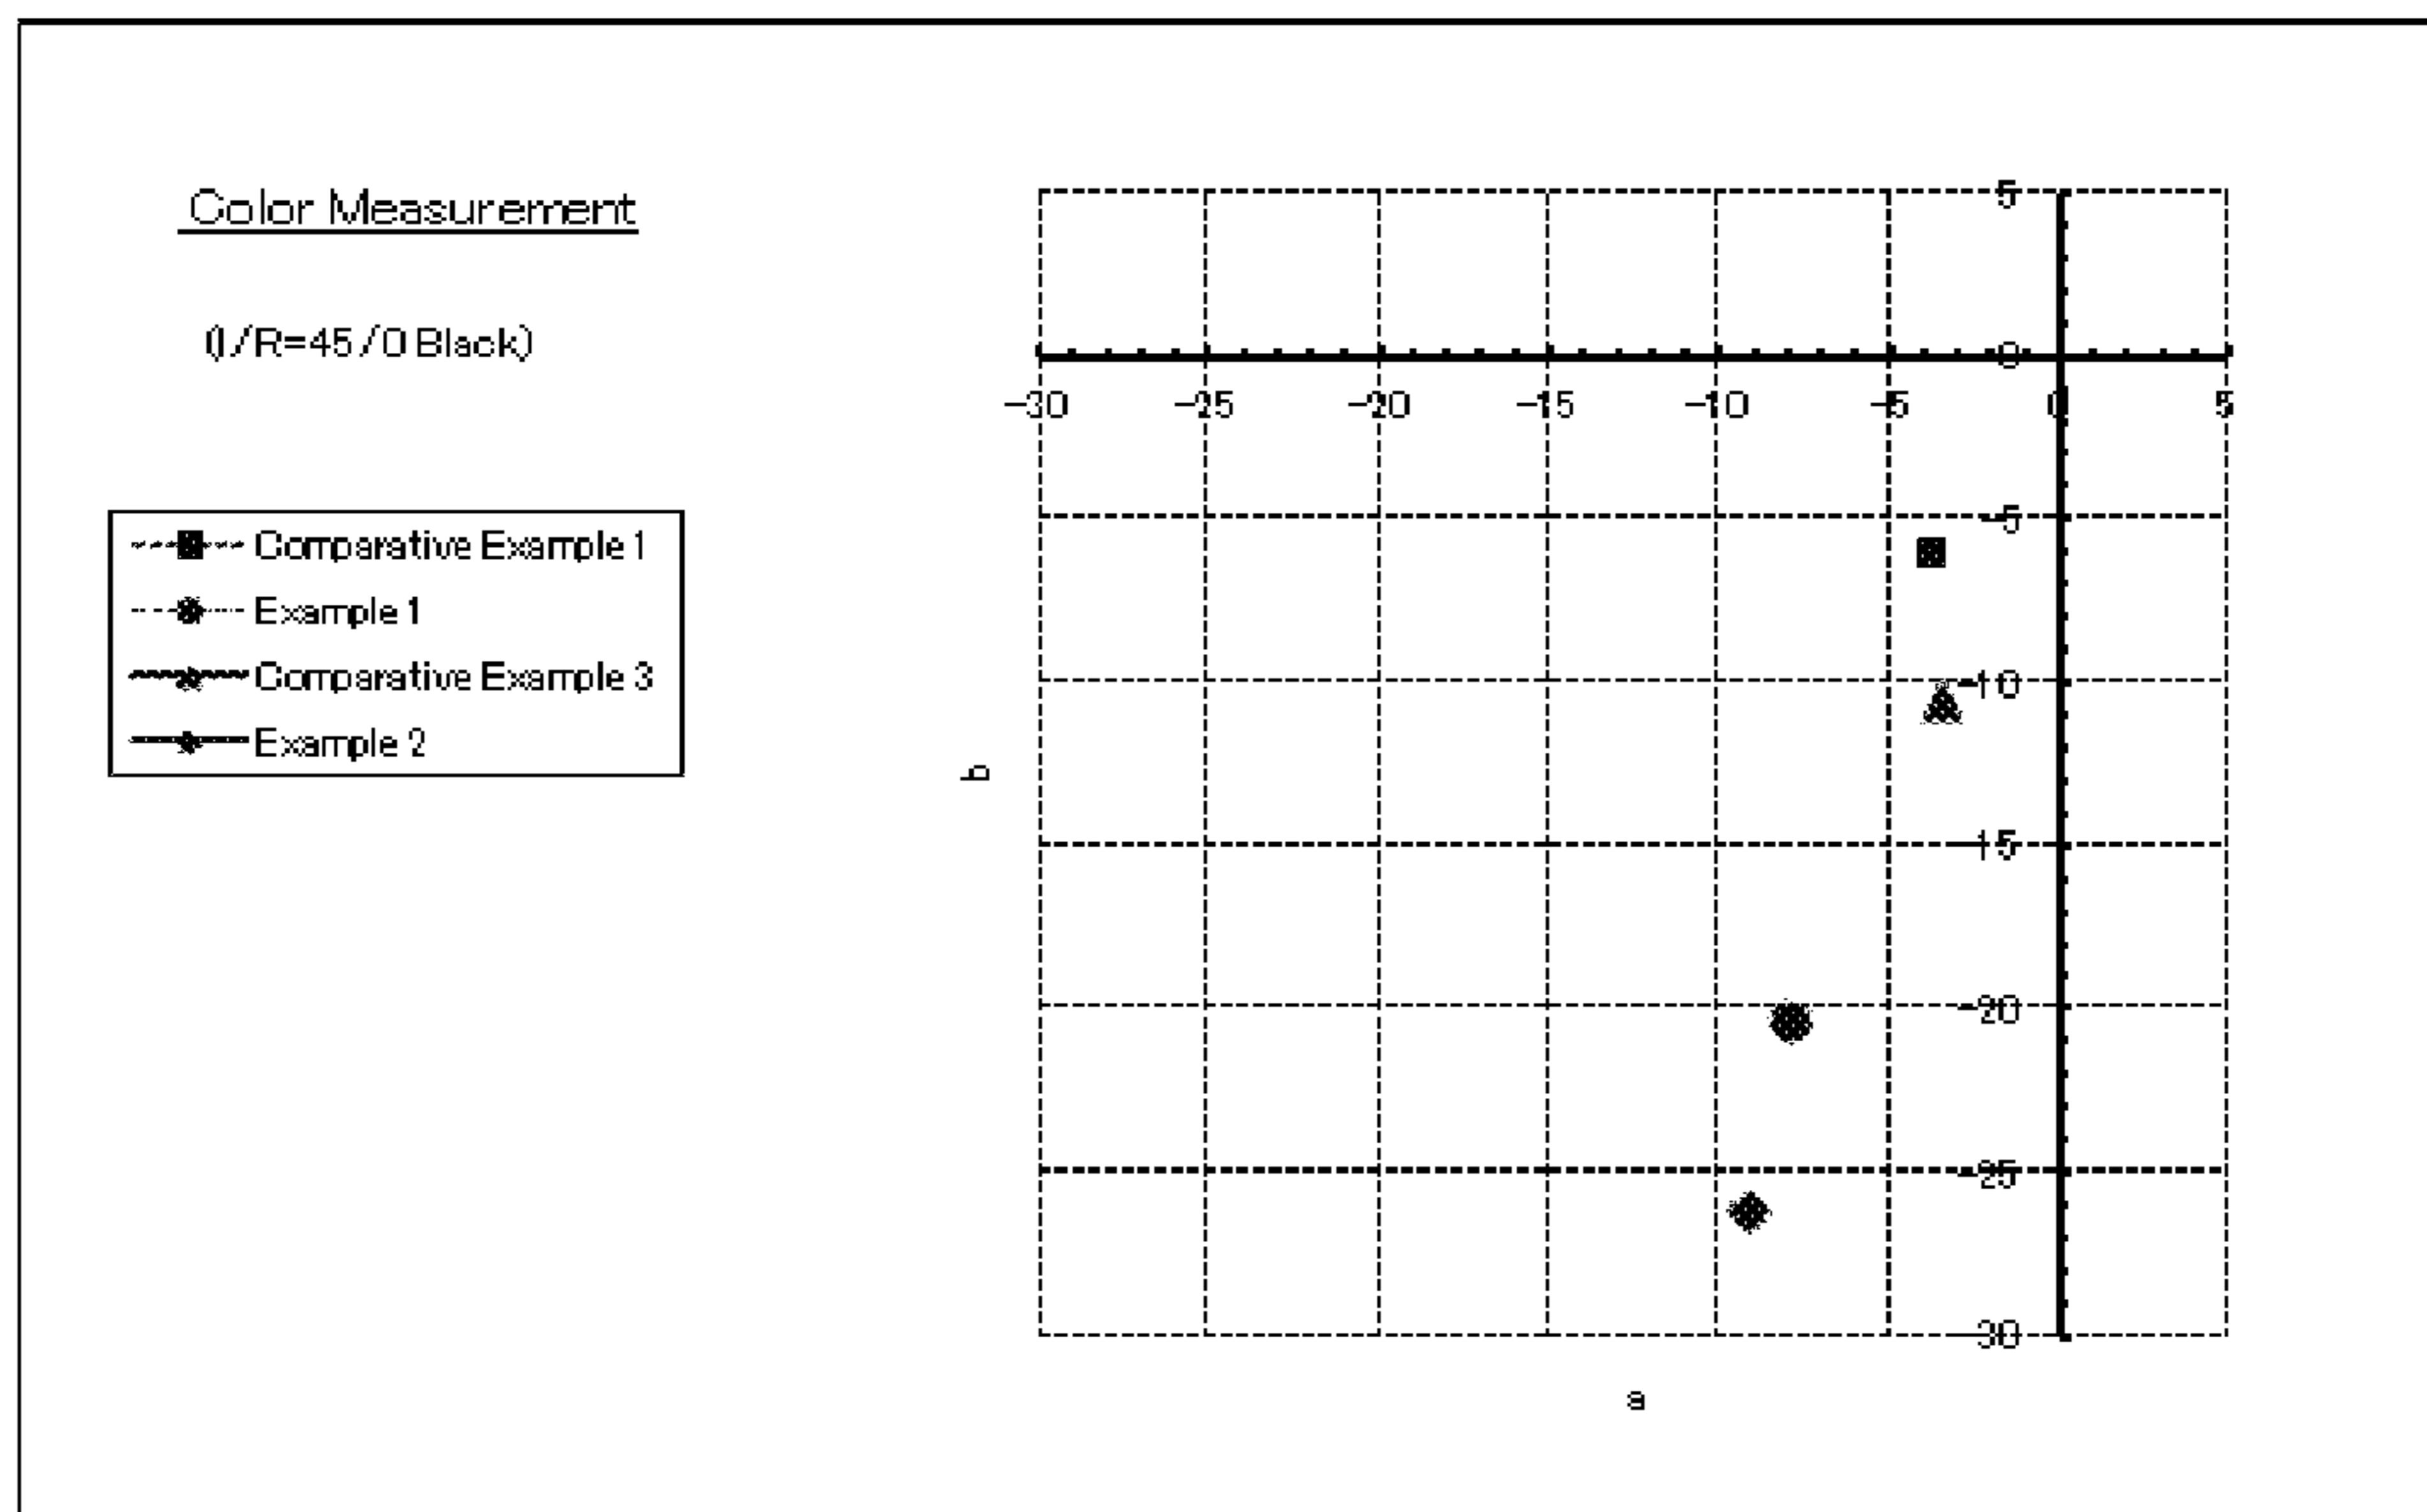 Color Measurement
(I/R=45/0 Black)
Comparative Example 1
Example 1
Comparative Example 3
Example 2
5
0
-30 -25 -20 -15 -10 -5 0 5
-5
-10
b
-15
-20
-25
-30
a